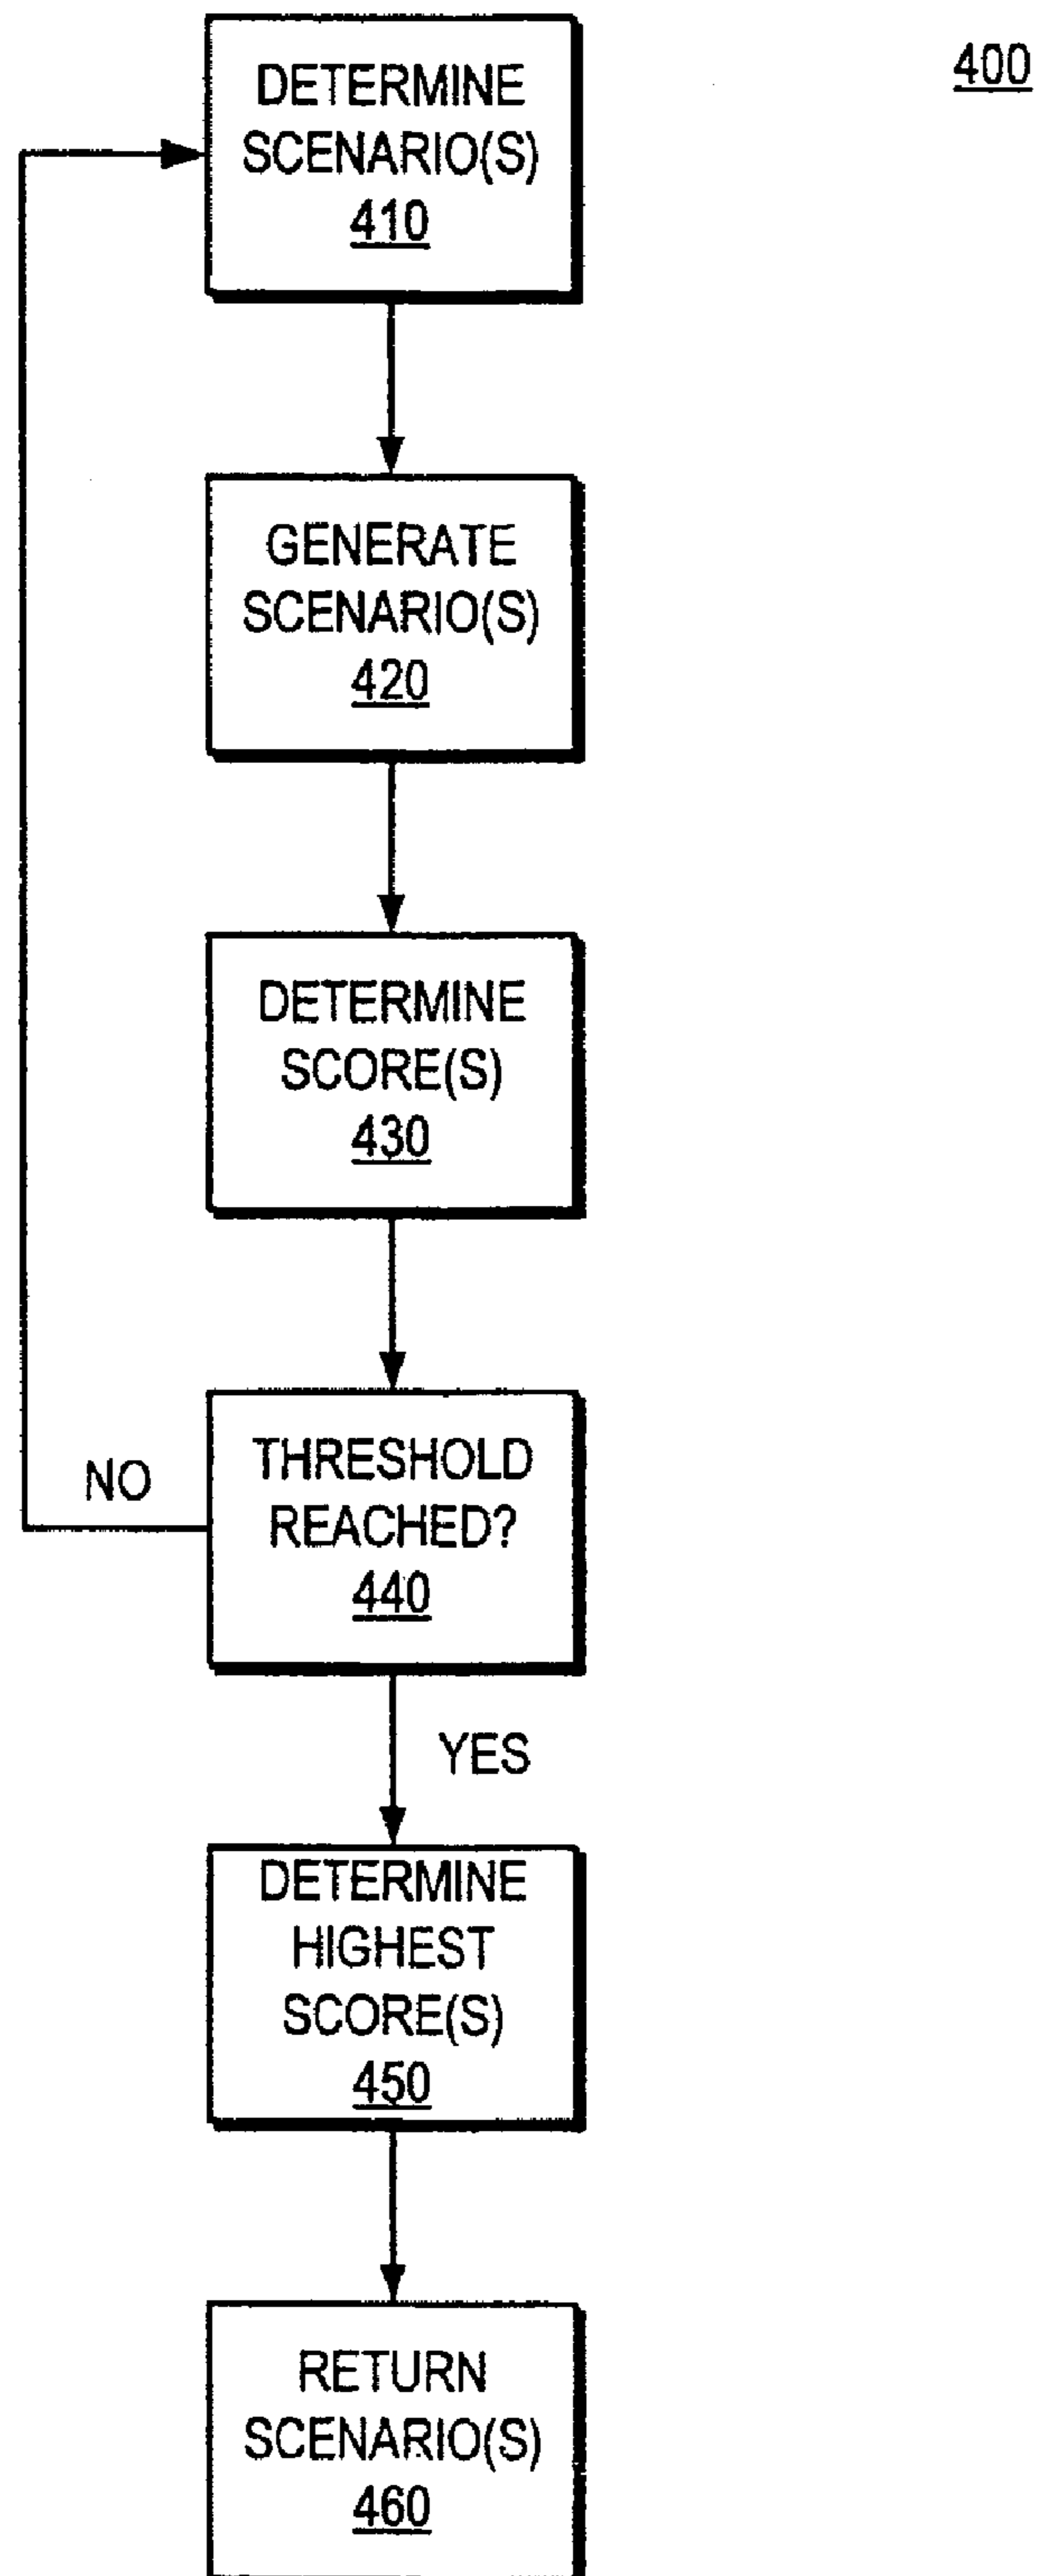 400
DETERMINE
SCENARIO(S)
410
GENERATE
SCENARIO(S)
420
DETERMINE
SCORE(S)
430
THRESHOLD
REACHED?
440
NO
YES
DETERMINE
HIGHEST
SCORE(S)
450
RETURN
SCENARIO(S)
460